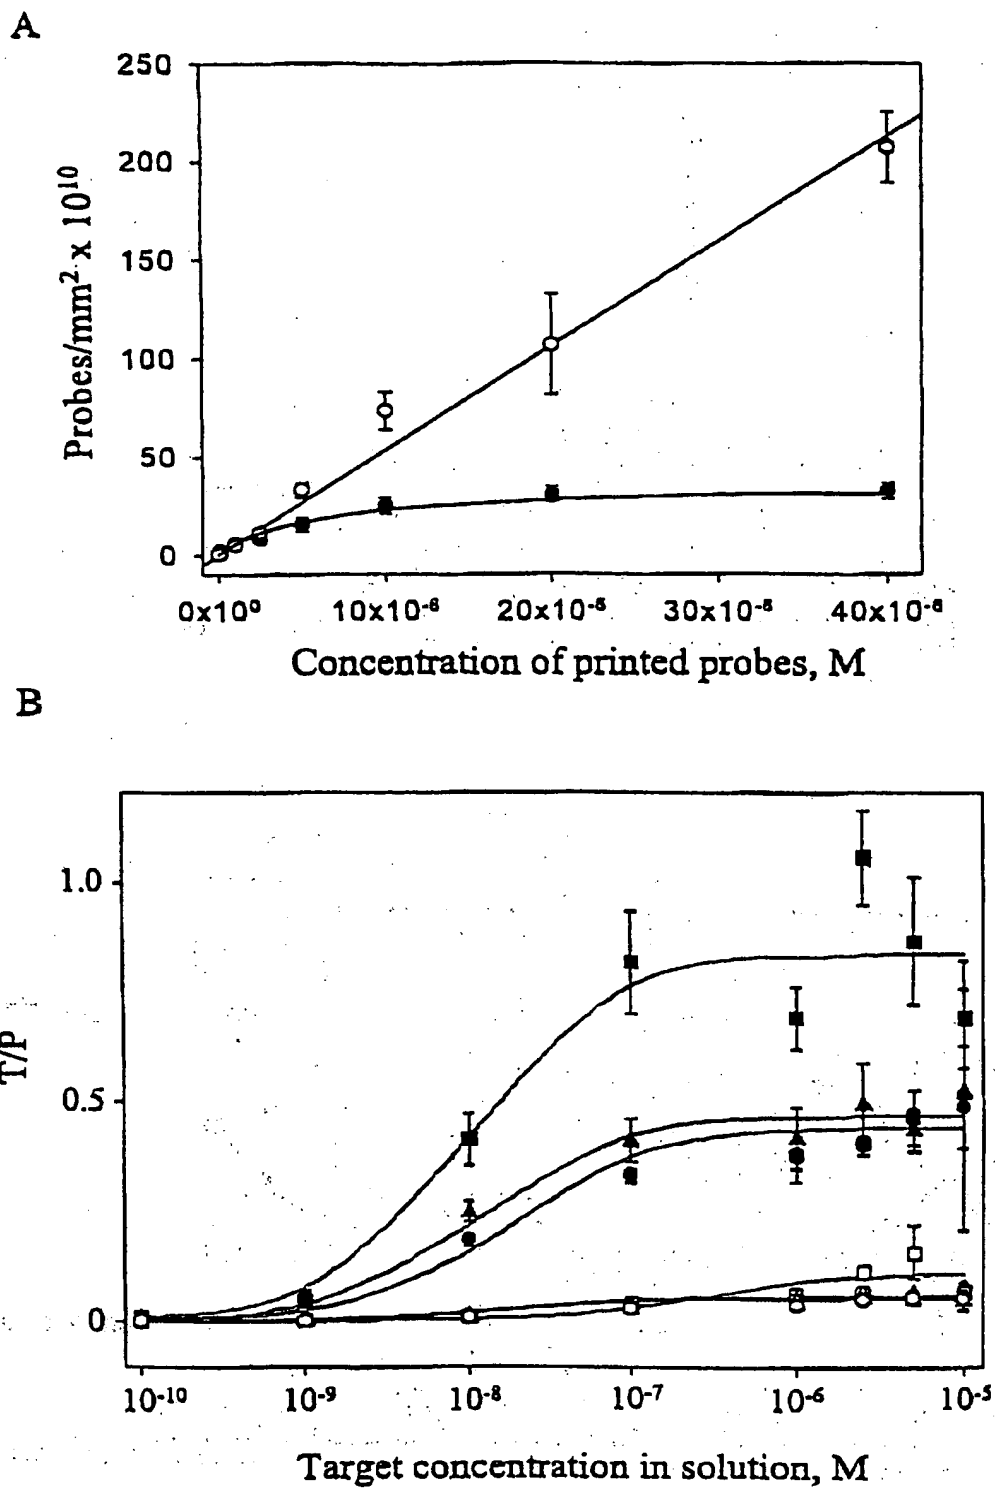 A
250
200
150
100
50
0
Probes/mm² x 10¹⁰
0x10⁰ 10x10⁻⁶ 20x10⁻⁶ 30x10⁻⁶ 40x10⁻⁶
Concentration of printed probes, M
B
1.0
0.5
0
T/P
10⁻¹⁰ 10⁻⁹ 10⁻⁸ 10⁻⁷ 10⁻⁶ 10⁻⁵
Target concentration in solution, M